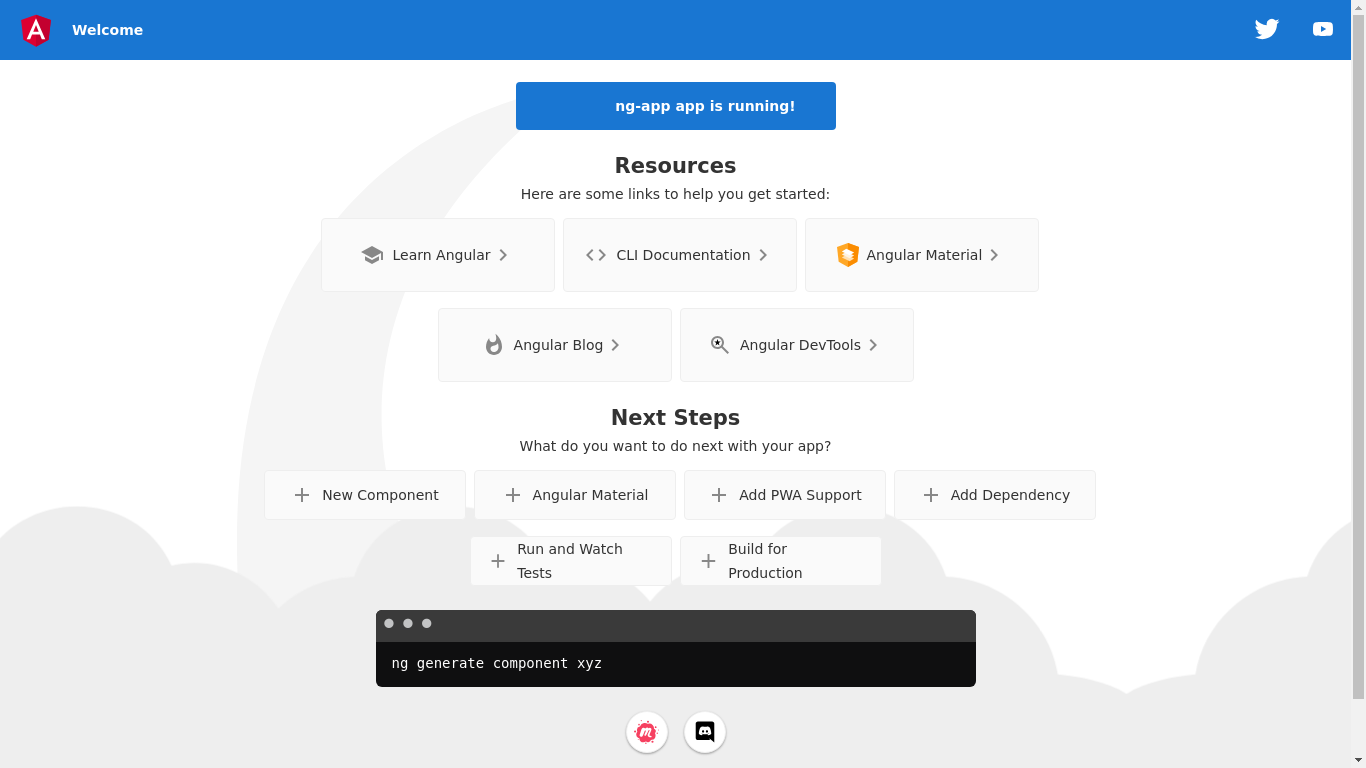 Welcome
ng-app app is running!
Resources
Here are some links to help you get started:
Learn Angular
CLI Documentation
Angular Material
Angular Blog
Angular DevTools
Next Steps
What do you want to do next with your app?
New Component
Angular Material
Add PWA Support
Add Dependency
Run and Watch
Tests
Build for
Production
ng generate component xyz